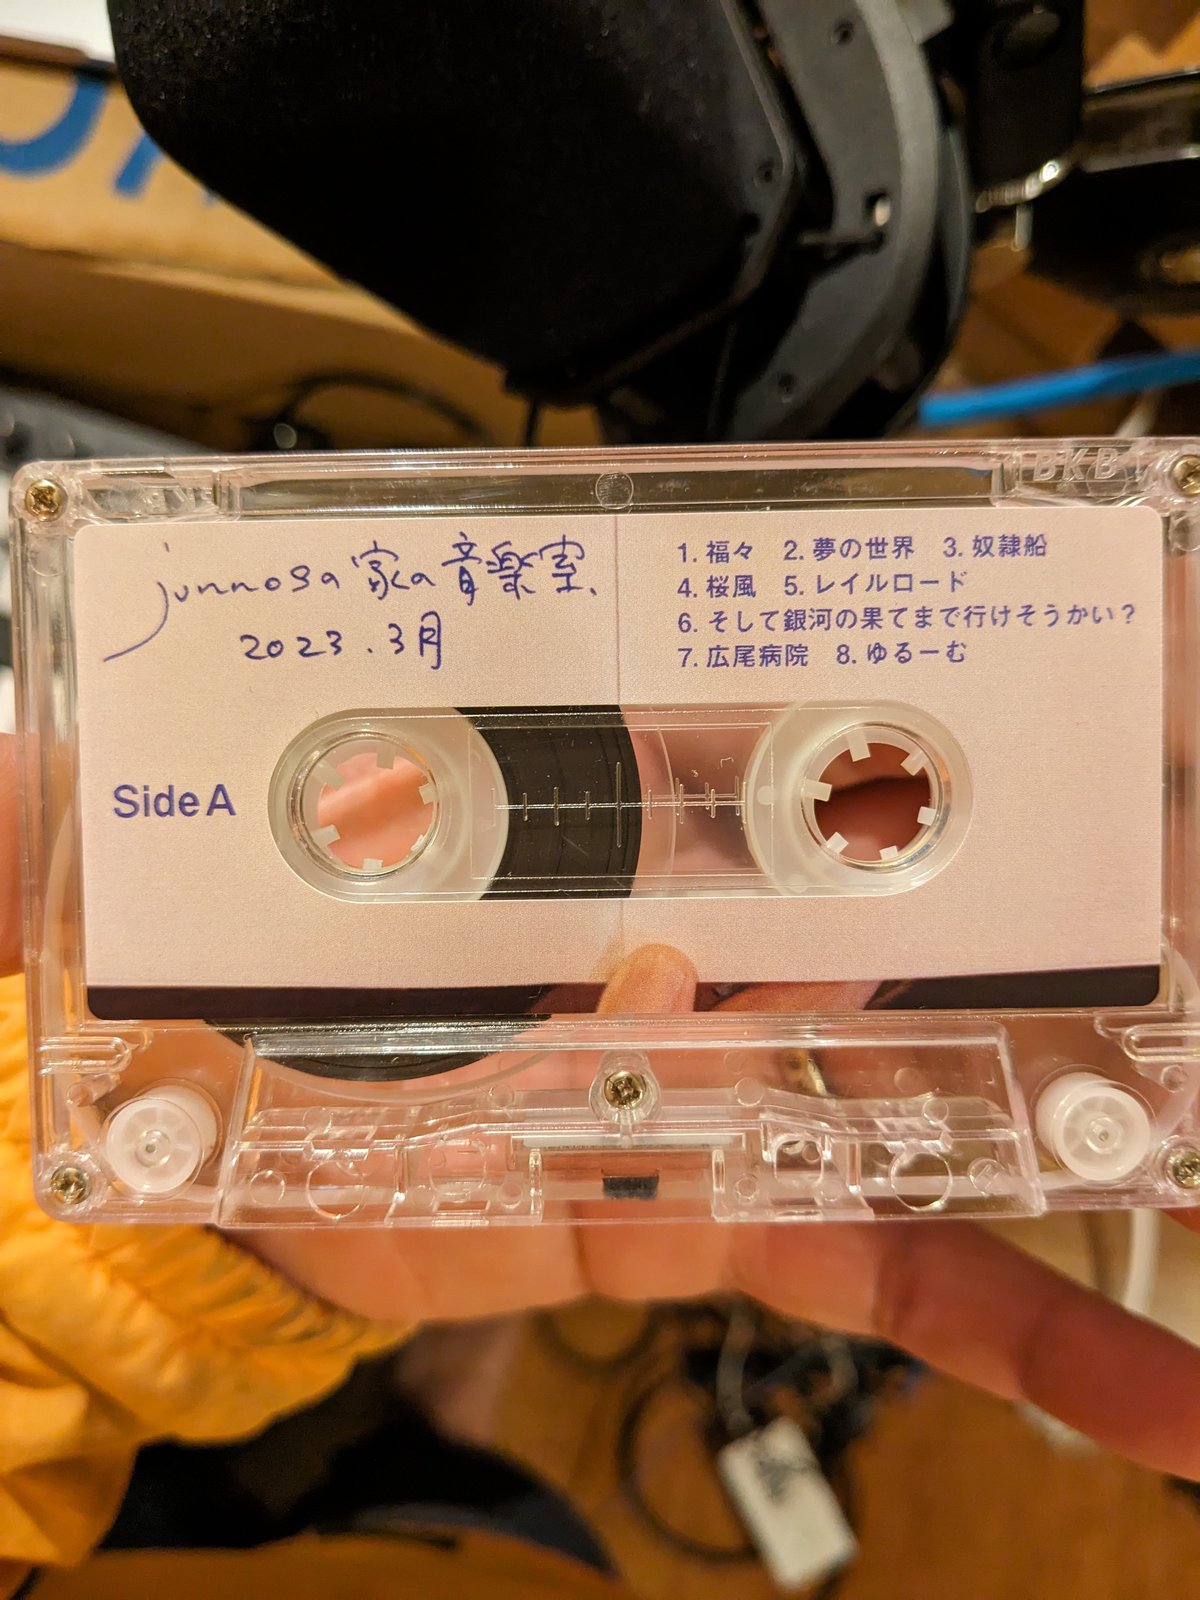 BKB
junnosa家の音楽室、
2023.3月
1. 福々 2. 夢の世界 3. 奴隷船
4. 桜風 5. レイルロード
6. そして銀河の果てまで行けそうかい？
7. 広尾病院 8. ゆるーむ
Side A